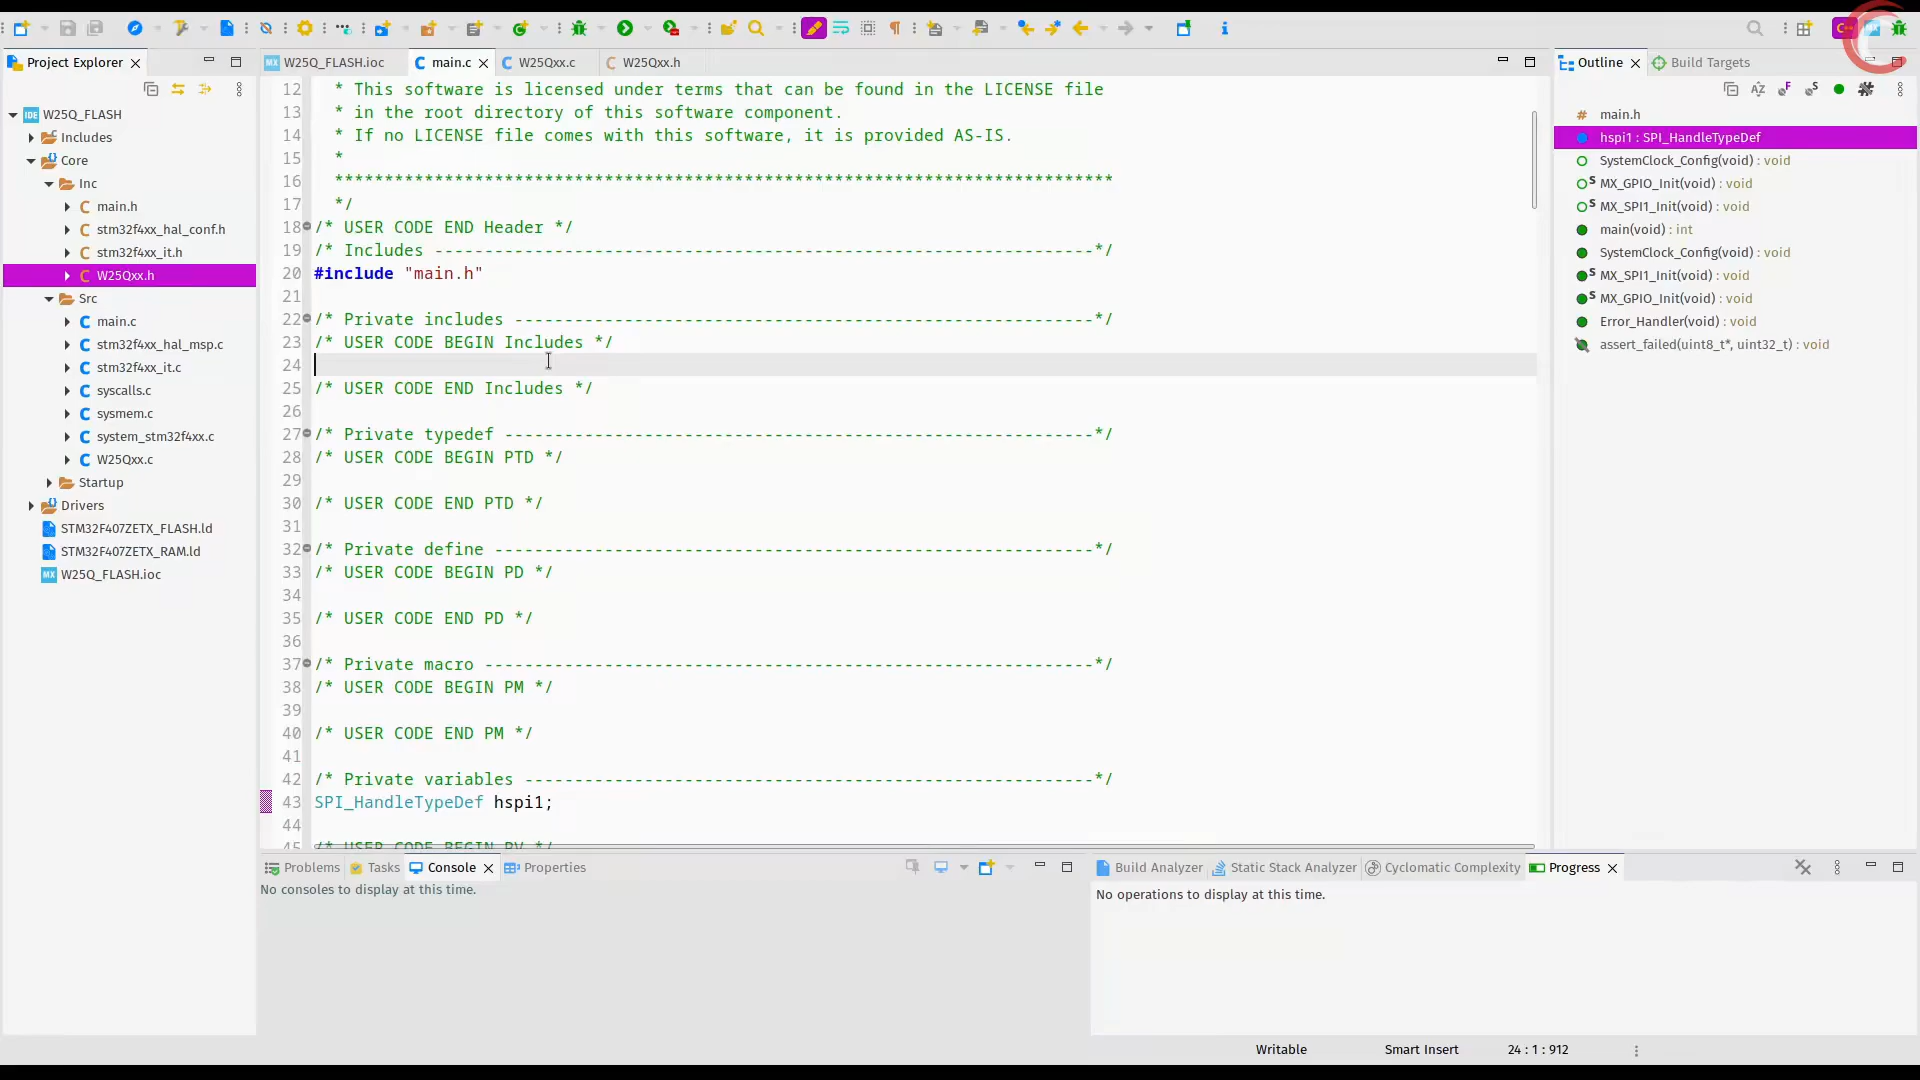 Project Explorer
W25Q_FLASH.ioc
main.c
W25Qxx.c
W25Qxx.h
Outline
Build Targets
W25Q_FLASH
Includes
Core
Inc
main.h
stm32f4xx_hal_conf.h
stm32f4xx_it.h
W25Qxx.h
Src
main.c
stm32f4xx_hal_msp.c
stm32f4xx_it.c
syscalls.c
sysmem.c
system_stm32f4xx.c
W25Qxx.c
Startup
Drivers
STM32F407ZETX_FLASH.ld
STM32F407ZETX_RAM.ld
W25Q_FLASH.ioc
12 * This software is licensed under terms that can be found in the LICENSE file
13 * in the root directory of this software component.
14 * If no LICENSE file comes with this software, it is provided AS-IS.
15 *
16 ******************************************************************************
17 */
18 /* USER CODE END Header */
19 /* Includes ------------------------------------------------------------------*/
20 #include "main.h"
21
22 /* Private includes ----------------------------------------------------------*/
23 /* USER CODE BEGIN Includes */
24
25 /* USER CODE END Includes */
26
27 /* Private typedef -----------------------------------------------------------*/
28 /* USER CODE BEGIN PTD */
29
30 /* USER CODE END PTD */
31
32 /* Private define ------------------------------------------------------------*/
33 /* USER CODE BEGIN PD */
34
35 /* USER CODE END PD */
36
37 /* Private macro -------------------------------------------------------------*/
38 /* USER CODE BEGIN PM */
39
40 /* USER CODE END PM */
41
42 /* Private variables ---------------------------------------------------------*/
43 SPI_HandleTypeDef hspi1;
44
45 /* USER CODE BEGIN PV */
main.h
hspi1 : SPI_HandleTypeDef
SystemClock_Config(void) : void
MX_GPIO_Init(void) : void
MX_SPI1_Init(void) : void
main(void) : int
SystemClock_Config(void) : void
MX_SPI1_Init(void) : void
MX_GPIO_Init(void) : void
Error_Handler(void) : void
assert_failed(uint8_t*, uint32_t) : void
Problems
Tasks
Console
Properties
No consoles to display at this time.
Build Analyzer
Static Stack Analyzer
Cyclomatic Complexity
Progress
No operations to display at this time.
Writable
Smart Insert
24 : 1 : 912